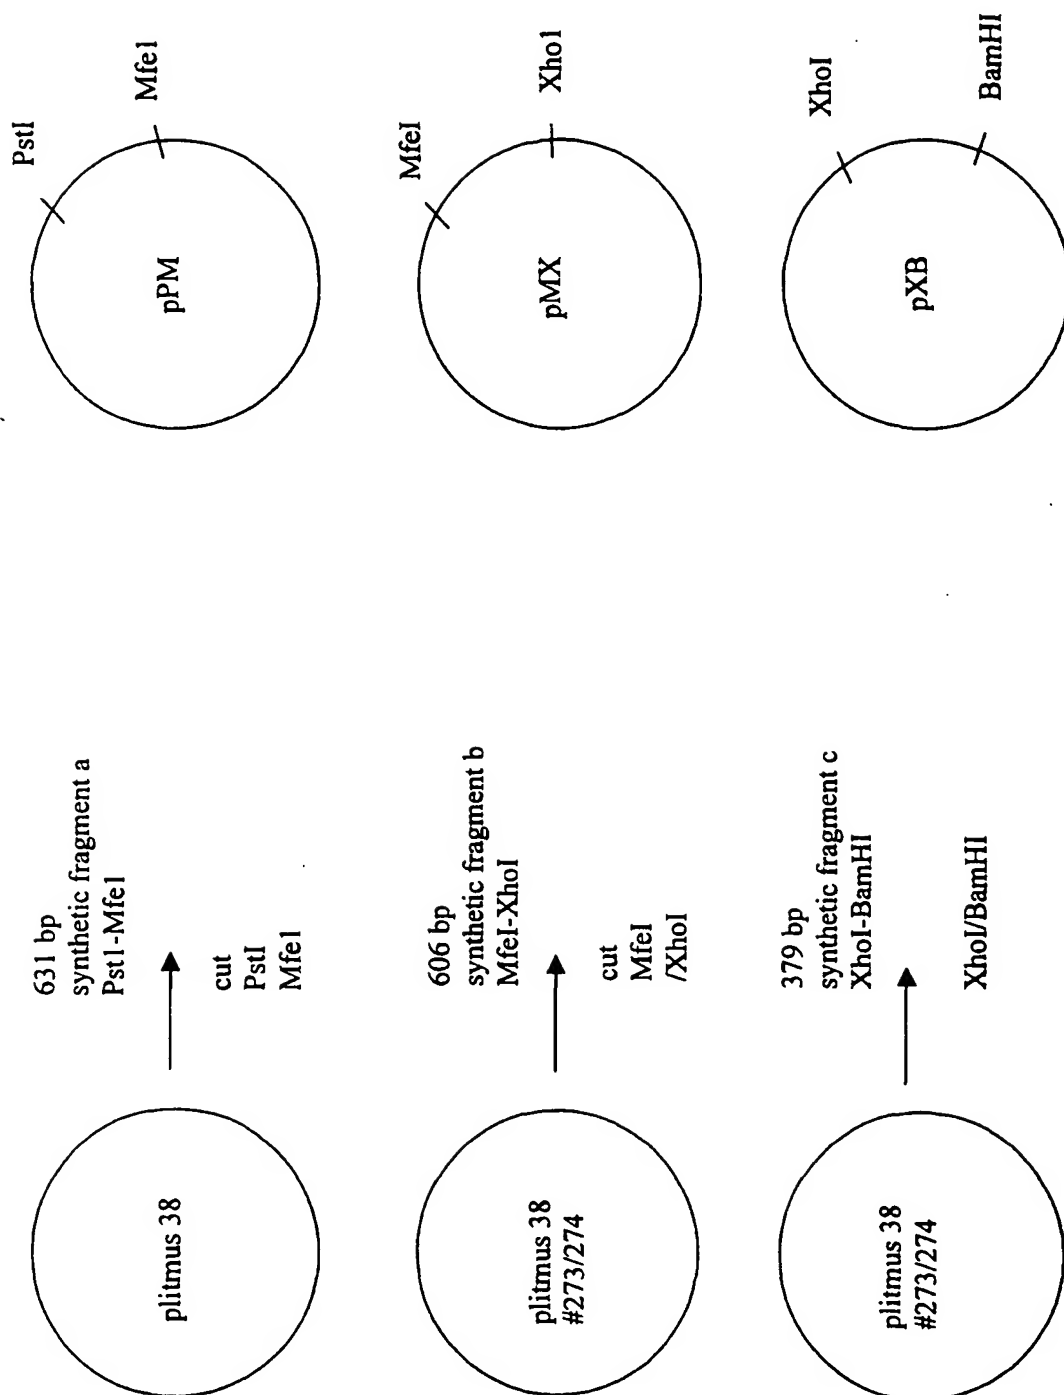 plitmus 38
631 bp
synthetic fragment a
Pst1-Mfe1
cut
PstI
Mfe1
pPM
PstI
Mfe1
plitmus 38
#273/274
606 bp
synthetic fragment b
MfeI-XhoI
cut
MfeI
/XhoI
pMX
MfeI
Xho1
plitmus 38
#273/274
379 bp
synthetic fragment c
XhoI-BamHI
XhoI/BamHI
pXB
XhoI
BamHI